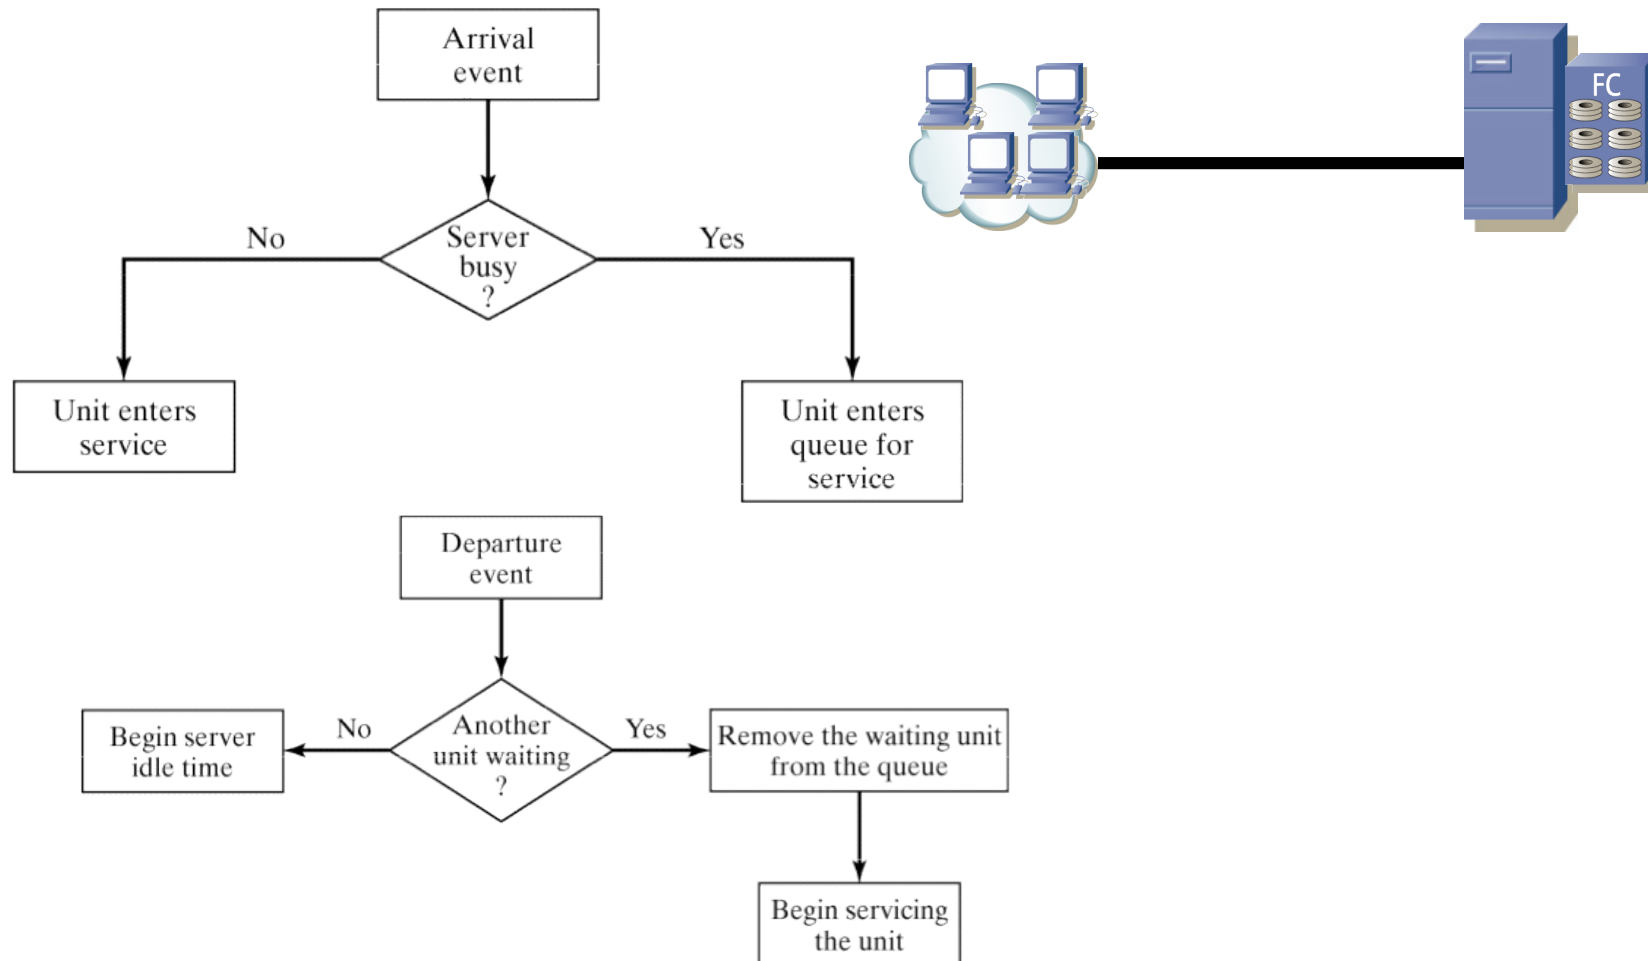 Arrival
event
FC
No
Server
busy
?
Yes
Unit enters
service
Unit enters
queue for
service
Departure
event
Begin server
idle time
No
Another
unit waiting
?
Yes
Remove the waiting unit
from the queue
Begin servicing
the unit